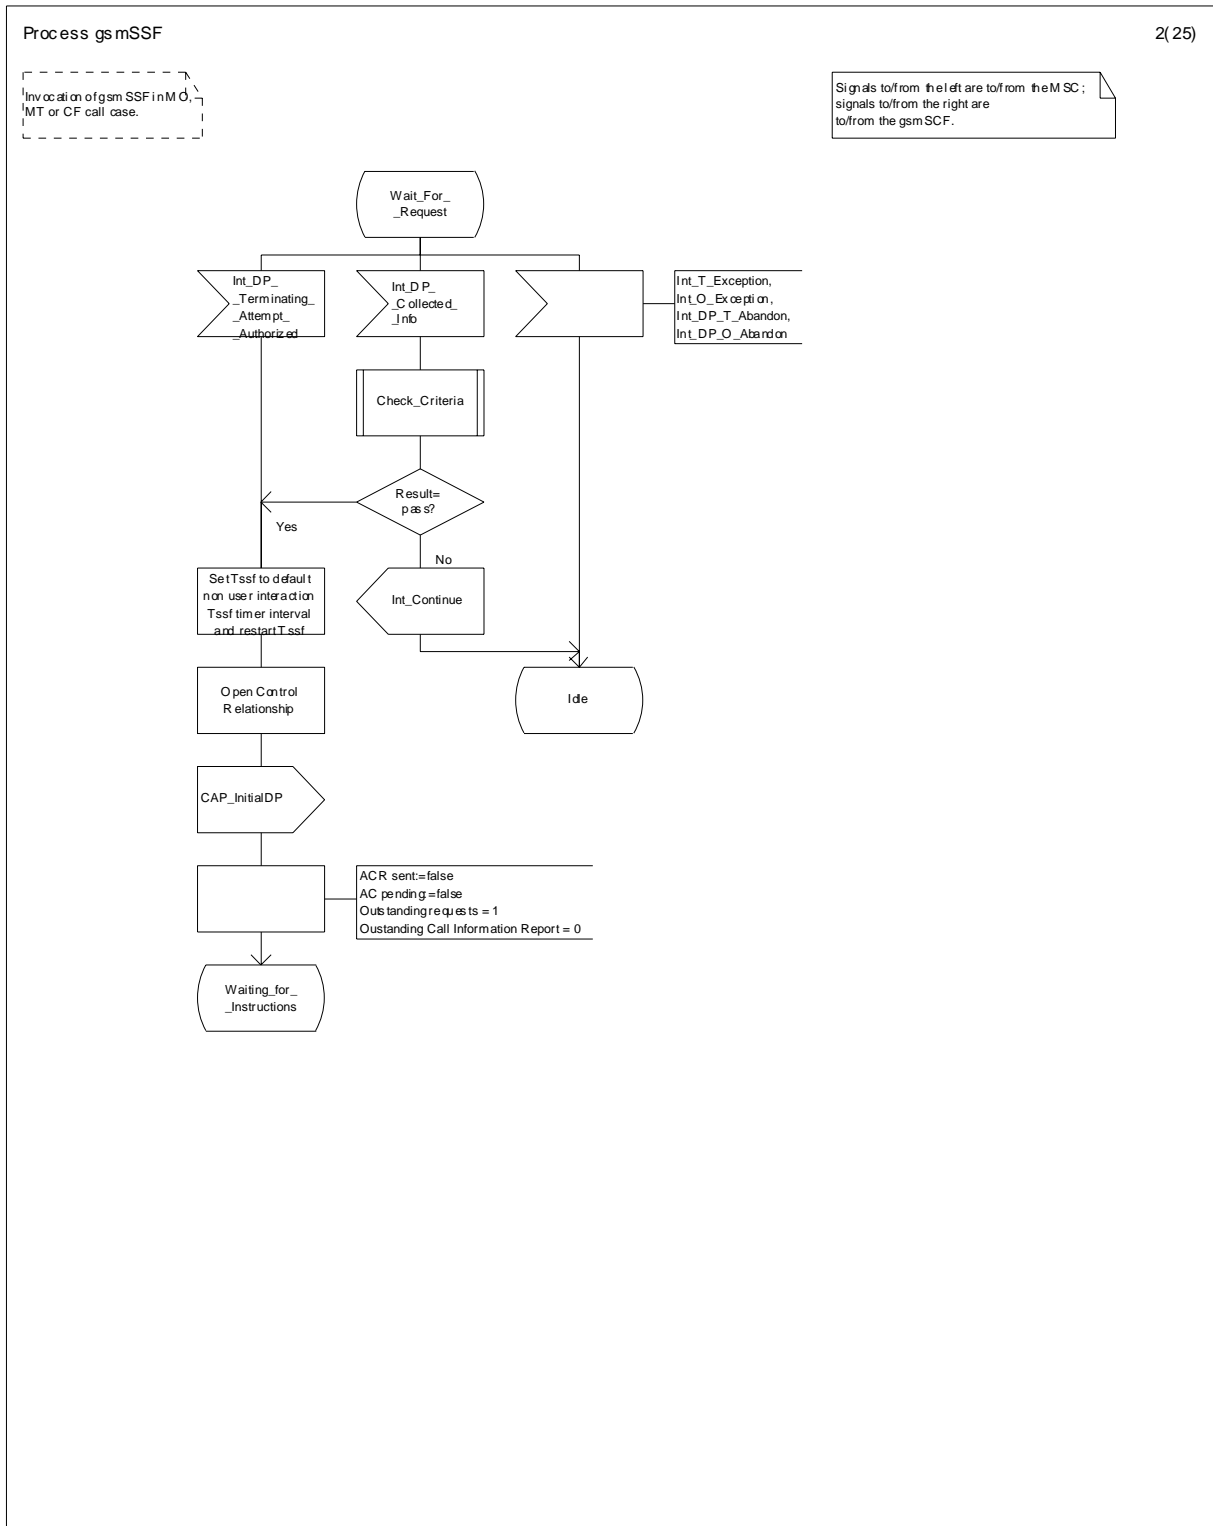 Process gsmSSF
2(25)
Invocation of gsmSSF in MO,
MT or CF call case.
Signals to/from the left are to/from the MSC;
signals to/from the right are
to/from the gsmSCF.
Wait_For_
_Request
Int_DP_
_Terminating_
_Attempt_
_Authorized
Int_DP_
_Collected_
_Info
Int_T_Exception,
Int_O_Exception,
Int_DP_T_Abandon,
Int_DP_O_Abandon
Check_Criteria
Result=
pass?
Yes
No
Set Tssf to default
non user interaction
Tssf timer interval
and restart Tssf
Int_Continue
Open Control
Relationship
Idle
CAP_InitialDP
ACR sent:=false
AC pending:=false
Outstanding requests = 1
Oustanding Call Information Report = 0
Waiting_for_
_Instructions